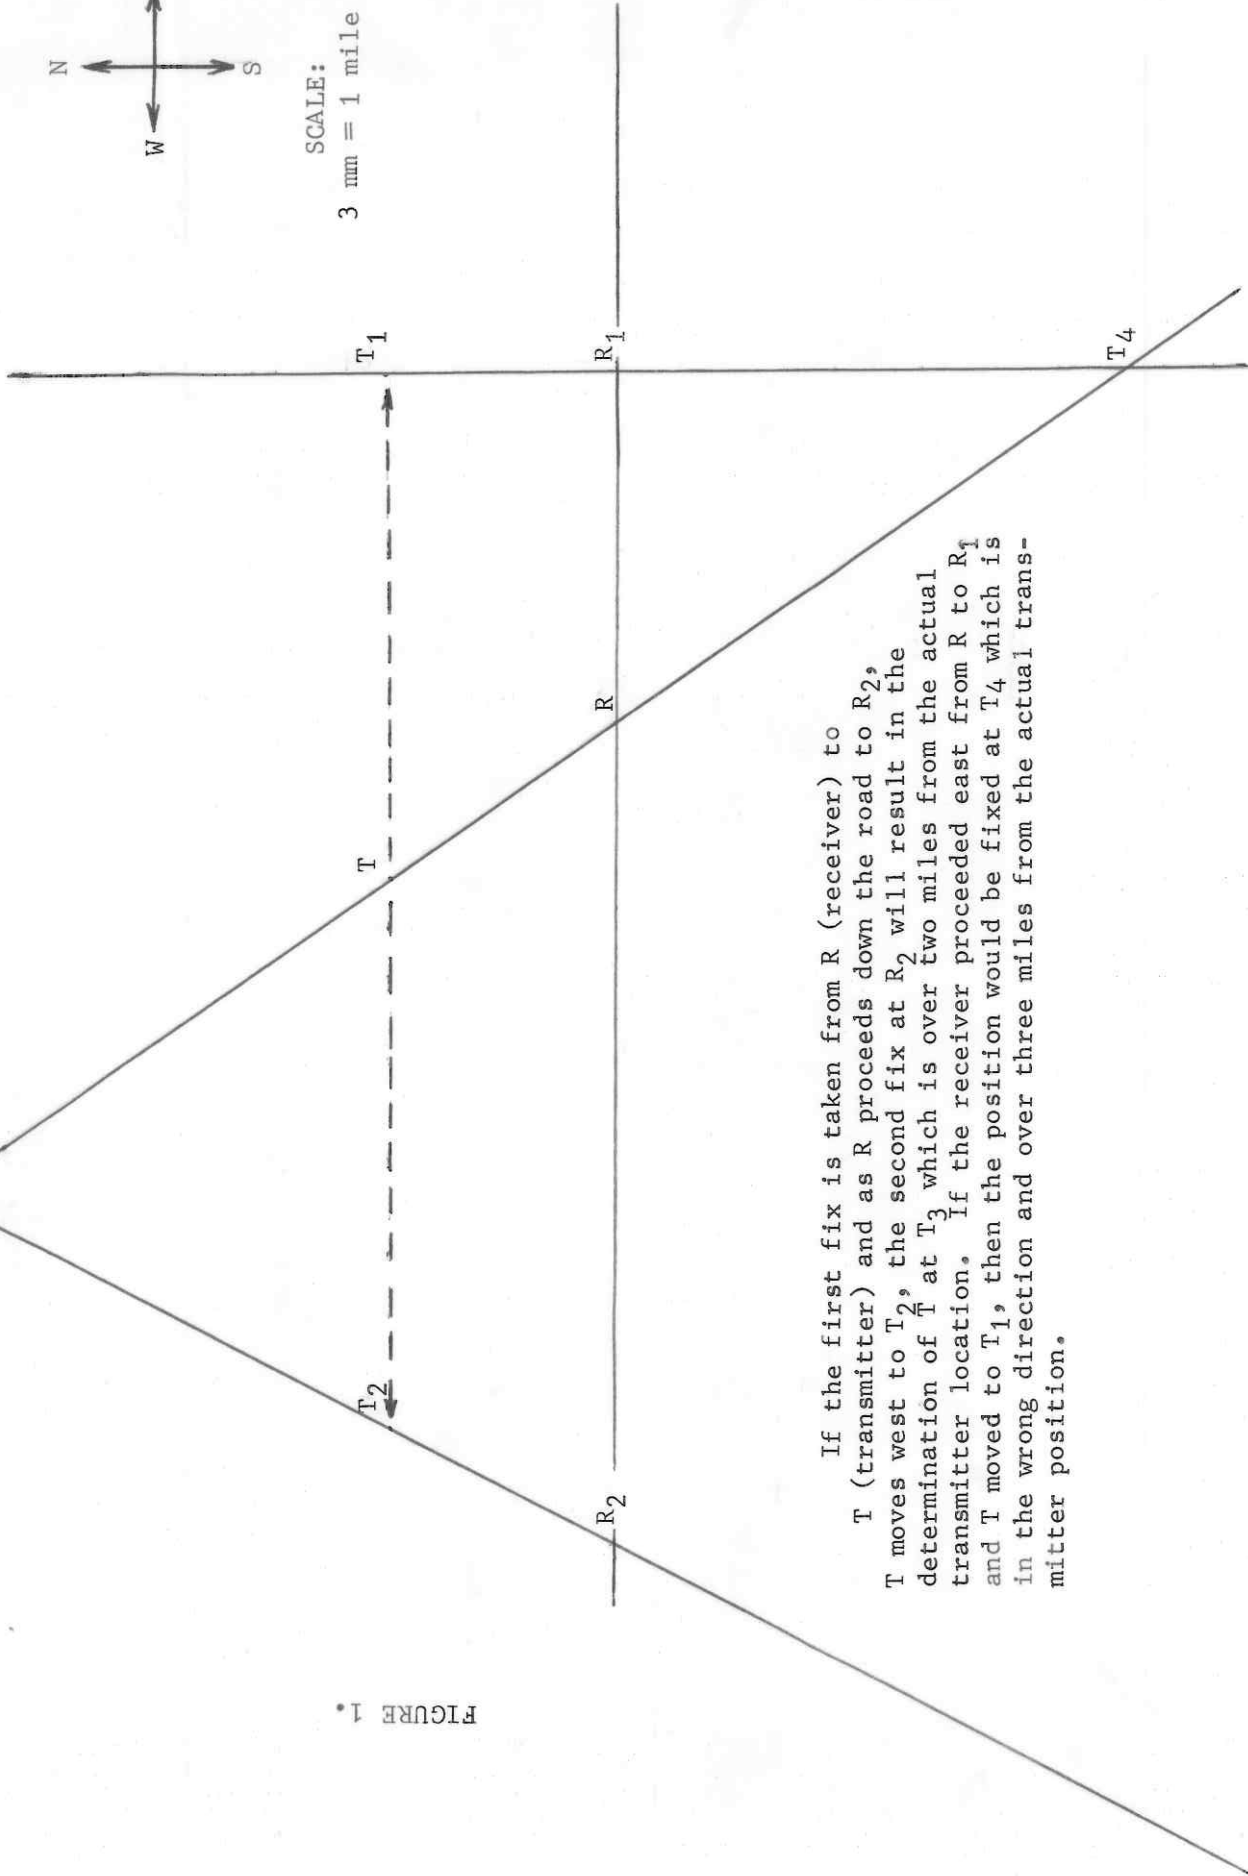 N
W
S
SCALE:
3 mm = 1 mile
T1
R1
T4
T
R
T2
R2
If the first fix is taken from R (receiver) to
T (transmitter) and as R proceeds down the road to R2,
T moves west to T2, the second fix at R2 will result in the
determination of T at T3 which is over two miles from the actual
transmitter location. If the receiver proceeded east from R to R1
and T moved to T1, then the position would be fixed at T4 which is
in the wrong direction and over three miles from the actual trans-
mitter position.
FIGURE 1.